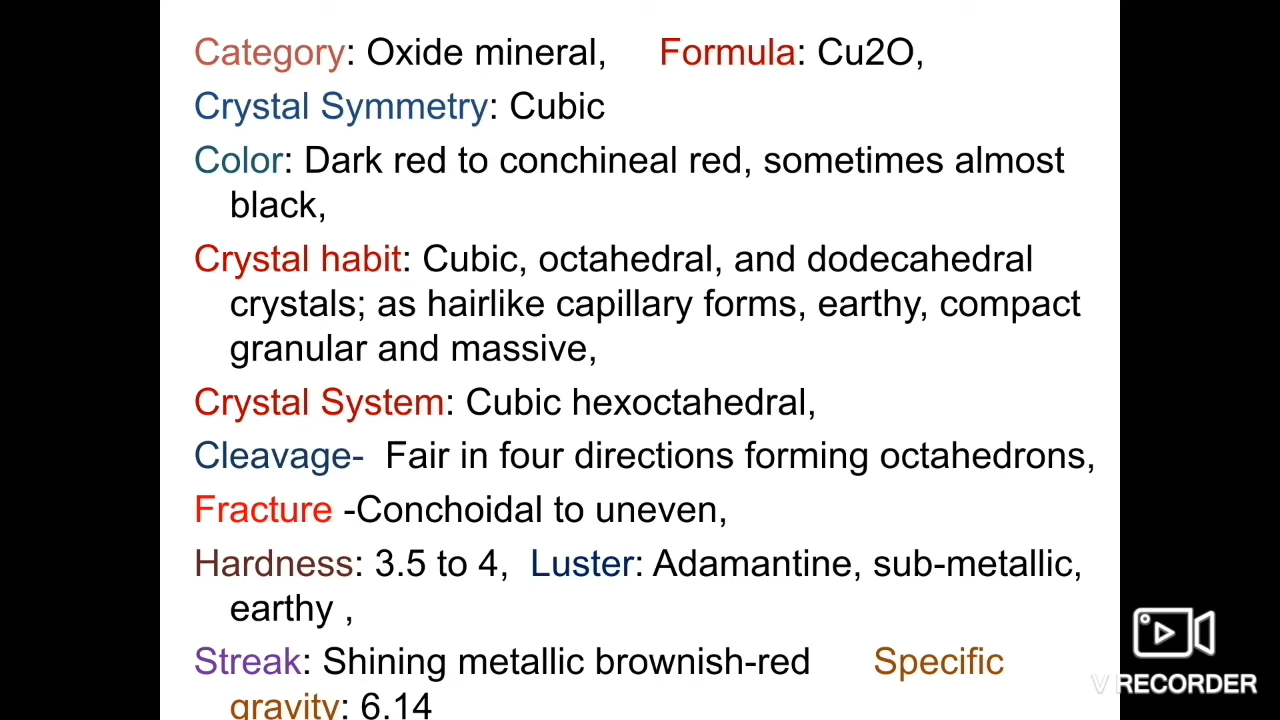 Category: Oxide mineral, Formula: Cu2O,
Crystal Symmetry: Cubic
Color: Dark red to conchineal red, sometimes almost
black,
Crystal habit: Cubic, octahedral, and dodecahedral
crystals; as hairlike capillary forms, earthy, compact
granular and massive,
Crystal System: Cubic hexoctahedral,
Cleavage- Fair in four directions forming octahedrons,
Fracture -Conchoidal to uneven,
Hardness: 3.5 to 4, Luster: Adamantine, sub-metallic,
earthy ,
Streak: Shining metallic brownish-red Specific
gravity: 6.14
V RECORDER